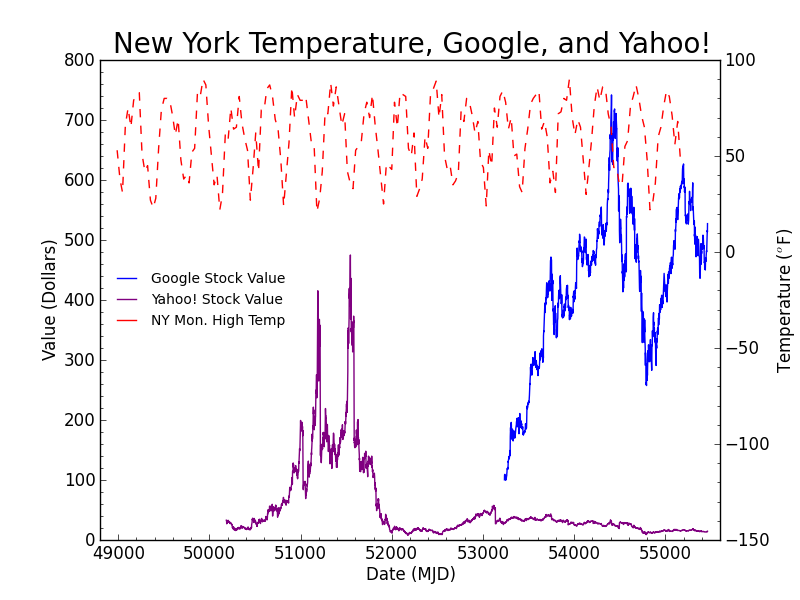 New York Temperature, Google, and Yahoo!
800
700
600
500
400
300
200
100
0
Value (Dollars)
Google Stock Value
Yahoo! Stock Value
NY Mon. High Temp
100
50
0
−50
−100
−150
Temperature (°F)
49000 50000 51000 52000 53000 54000 55000
Date (MJD)